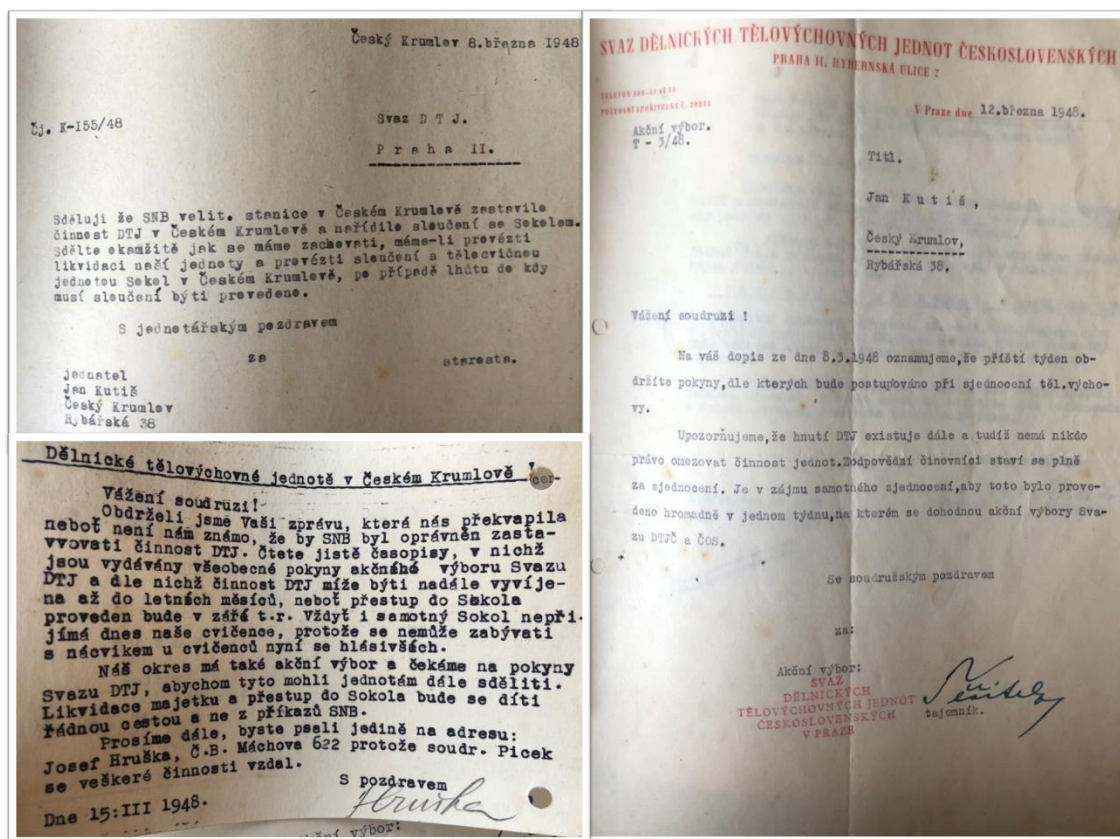 Český Krumlov 8.března 1948
Čj. K-155/48
Svaz D T J.
P r a h a  II.
Sděluji že SNB velit. stanice v Českém Krumlově zastavile
činnost DTJ v Českém Krumlově a nařídilo sloučení se Sokolem.
Sdělte okamžitě jak se máme zachovati, máme-li provézti
likvidaci naší jednoty a provézti sloučení s tělocvičnou
jednotou Sokol v Českém Krumlově, po případě lhůtu do kdy
musí sloučení býti provedeno.
S jednotářským pozdravem
za
starosta.
jednatel
Jan Kutiš
Český Krumlov
Rybářská 38
Dělnické tělovýchovné jednotě v Českém Krumlově !
Vážení soudruzi!
Obdrželi jsme Vaši zprávu, která nás překvapila
neboť není nám známo, že by SNB byl oprávněn zasta-
vvovati činnost DTJ. Čtete jistě časopisy, v nichž
jsou vydávány všeobecné pokyny akčného výboru Svazu
DTJ a dle nichž činnost DTJ míže býti nadále vyvíje-
na až do letních měsíců, neboť přestup do Sokola
proveden bude v září t.r. Vždyť i samotný Sokol nepři-
jímá dnes naše cvičence, protože se nemůže zabývati
s nácvikem u cvičenců nyní se hlásivších.
Náš okres má také akční výbor a čekáme na pokyny
Svazu DTJ, abychom tyto mohli jednotám dále sděliti.
Likvidace majetku a přestup do Sokola bude se díti
řádnou cestou a ne z příkazů SNB.
Prosíme dále, byste psali jedině na adresu:
Josef Hruška, Č.B. Máchova 622 protože soudr. Picek
se veškeré činnosti vzdal.
S pozdravem
Hruška
Dne 15:III 1948.
Akční výbor:
SVAZ DĚLNICKÝCH TĚLOVÝCHOVNÝCH JEDNOT ČESKOSLOVENSKÝCH
PRAHA II, HYBERNSKÁ ULICE 7
TELEFON
POŠTOVNÍ SPOŘITELNY Č.
V Praze dne 12.března 1948.
Akční výbor.
T - 3/48.
Titl.
Jan K u t i š ,
Český Krumlov,
Rybářská 38.
Vážení soudruzi !
Na váš dopis ze dne 8.3.1948 oznamujeme,že příští týden ob-
držíte pokyny,dle kterých bude postupováno při sjednocení těl.výcho-
vy.
Upozorňujeme,že hnutí DTJ existuje dále a tudíž nemá nikdo
právo omezovat činnost jednot.Zodpovědní činovníci staví se plně
za sjednocení. Je v zájmu samotného sjednocení,aby toto bylo prove-
deno hromadně v jednom týdnu,na kterém se dohodnou akční výbory Sva-
zu DTJČ a ČOS.
Se soudružským pozdravem
za:
Akční výbor:
SVAZ
DĚLNICKÝCH
TĚLOVÝCHOVNÝCH JEDNOT
ČESKOSLOVENSKÝCH
V PRAZE
tajemník.